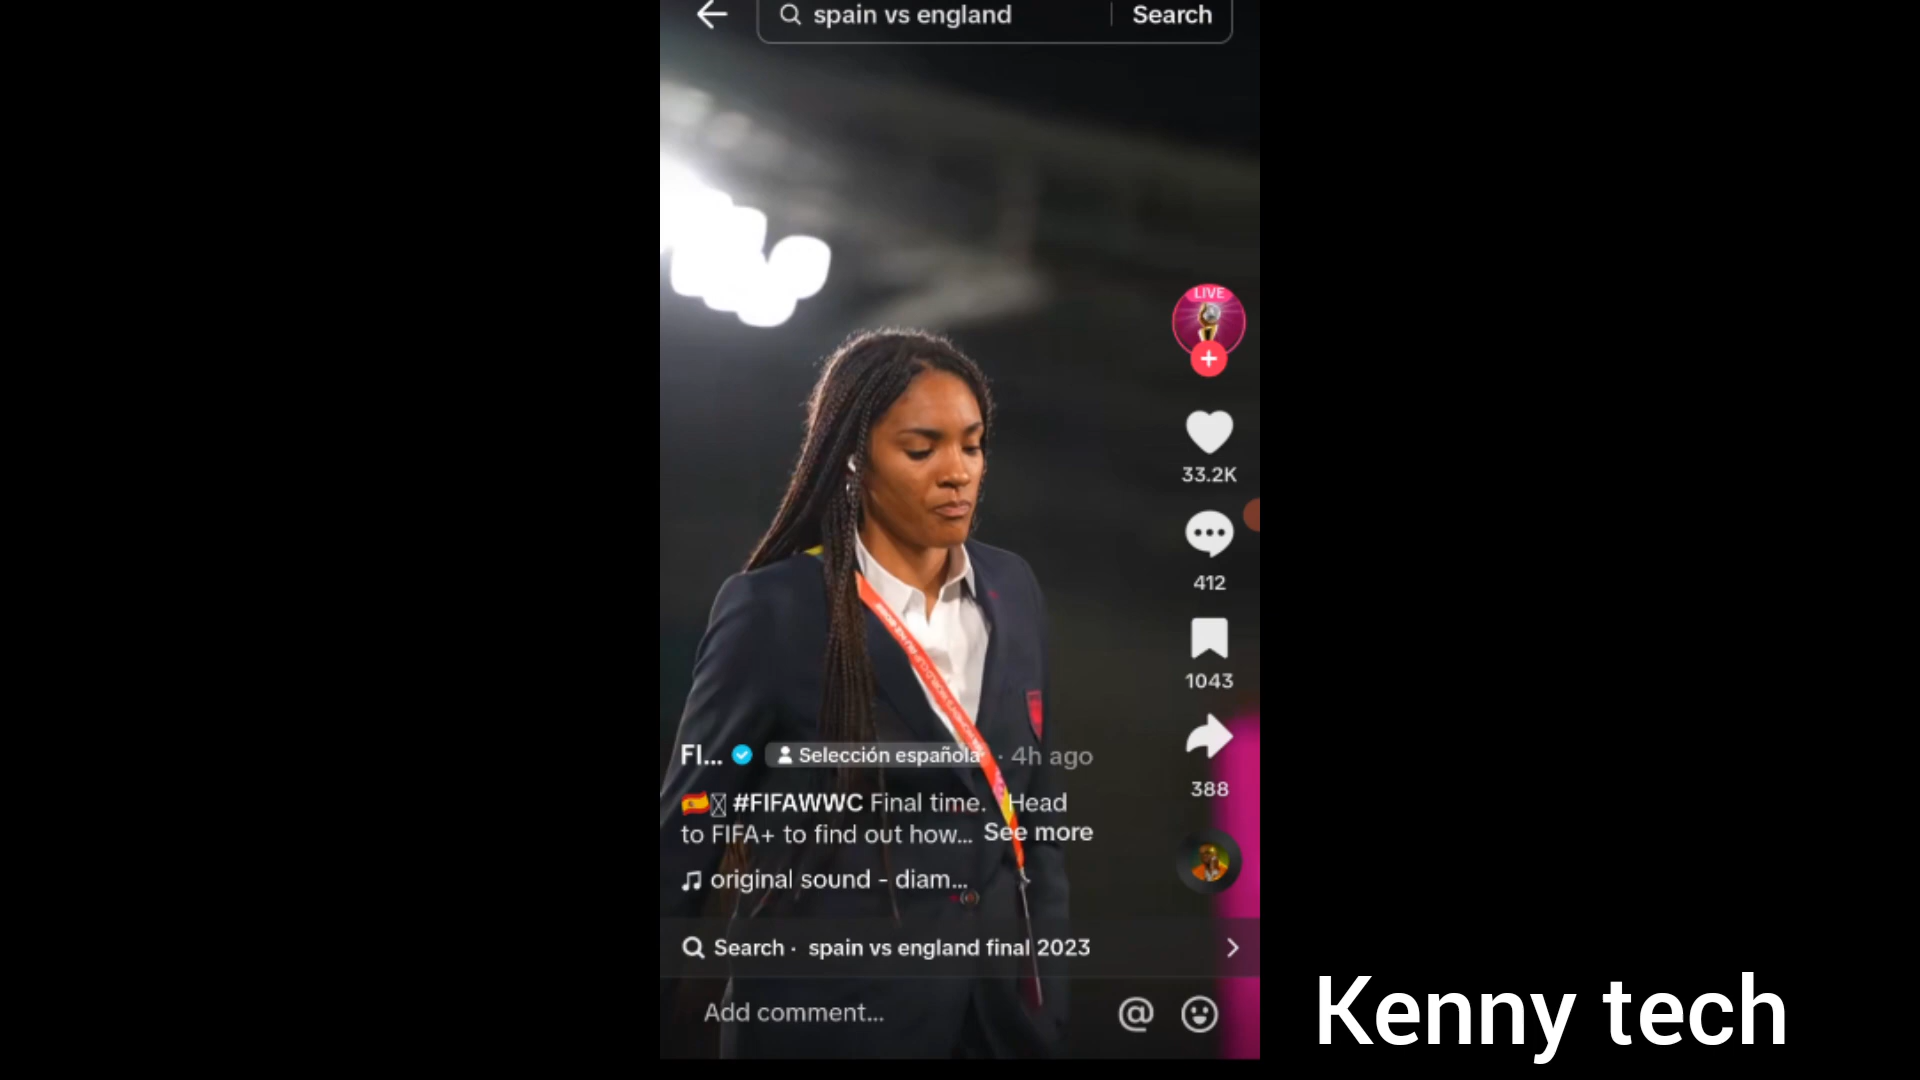 spain vs england
Search
LIVE
33.2K
412
1043
388
FI...
Selección española
· 4h ago
#FIFAWWC Final time. Head
to FIFA+ to find out how... See more
original sound - diam...
Search · spain vs england final 2023
Add comment...
@
Kenny tech